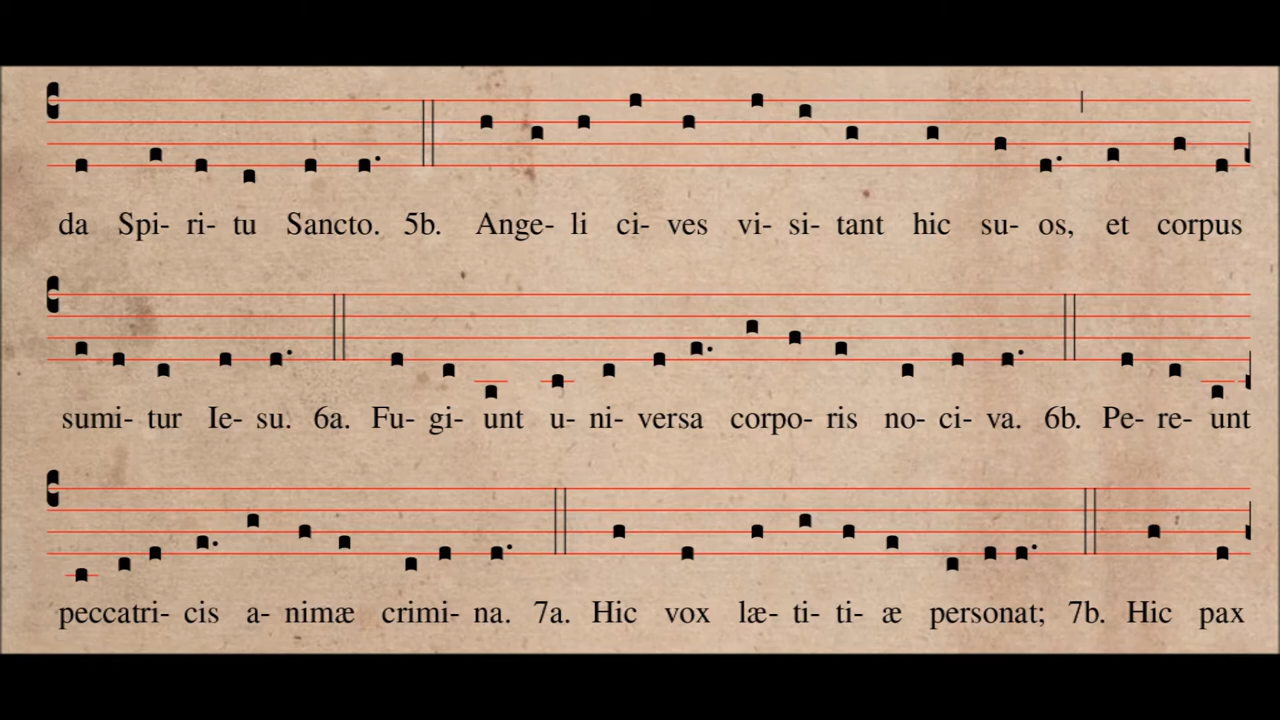 da Spi- ri- tu Sancto. 5b. Ange- li ci- ves vi- si- tant hic su- os, et corpus
sumi- tur Ie- su. 6a. Fu- gi- unt u- ni- versa corpo- ris no- ci- va. 6b. Pe- re- unt
peccatri- cis a- nimæ crimi- na. 7a. Hic vox læ- ti- ti- æ personat; 7b. Hic pax